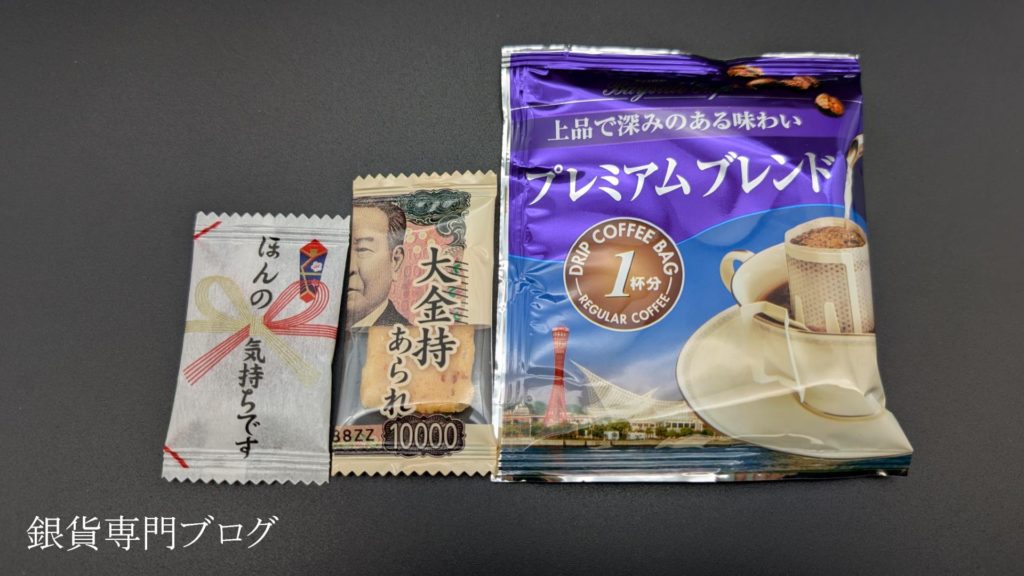 ほんの
気持ちです
大金持
あられ
88ZZ
10000
上品で深みのある味わい
プレミアムブレンド
DRIP COFFEE BAG
1
杯分
REGULAR COFFEE
銀貨専門ブログ